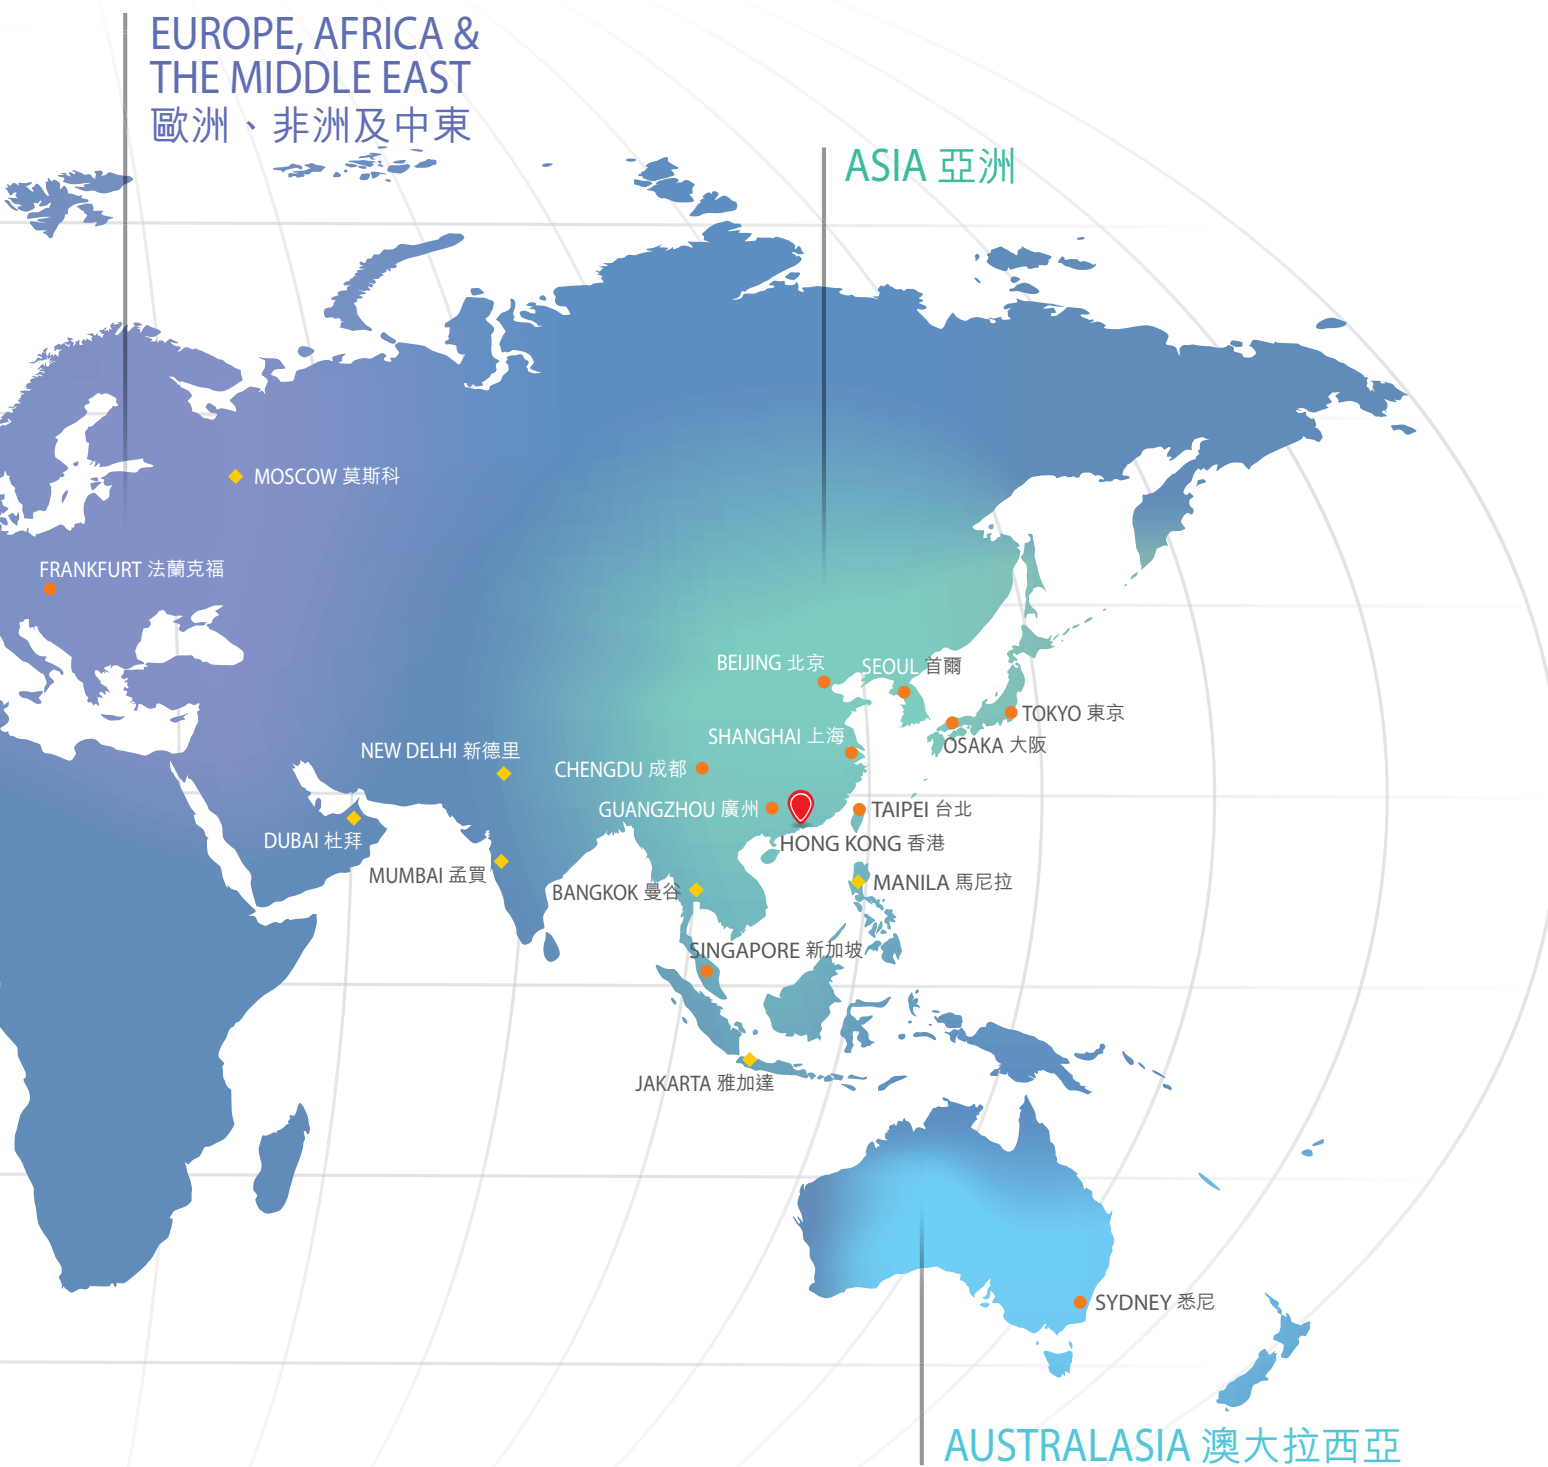 EUROPE, AFRICA &
THE MIDDLE EAST
歐洲、非洲及中東
ASIA 亞洲
MOSCOW 莫斯科
FRANKFURT 法蘭克福
BEIJING 北京
SEOUL 首爾
TOKYO 東京
OSAKA 大阪
SHANGHAI 上海
NEW DELHI 新德里
CHENGDU 成都
GUANGZHOU 廣州
TAIPEI 台北
DUBAI 杜拜
HONG KONG 香港
MUMBAI 孟買
BANGKOK 曼谷
MANILA 馬尼拉
SINGAPORE 新加坡
JAKARTA 雅加達
SYDNEY 悉尼
AUSTRALASIA 澳大拉西亞